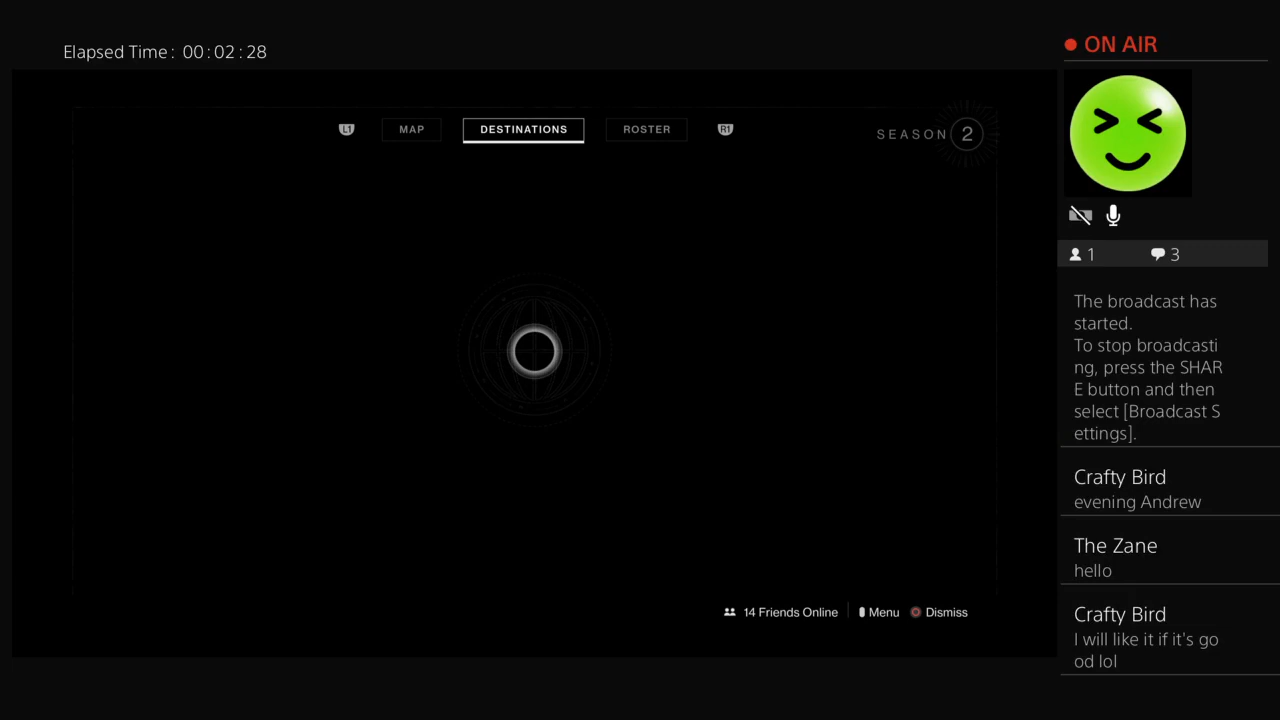 Elapsed Time: 00:02:28
ON AIR
L1
MAP
DESTINATIONS
ROSTER
R1
SEASON 2
1
3
The broadcast has
started.
To stop broadcasti
ng, press the SHAR
E button and then
select [Broadcast S
ettings].
Crafty Bird
evening Andrew
The Zane
hello
Crafty Bird
I will like it if it's go
od lol
14 Friends Online
Menu
Dismiss